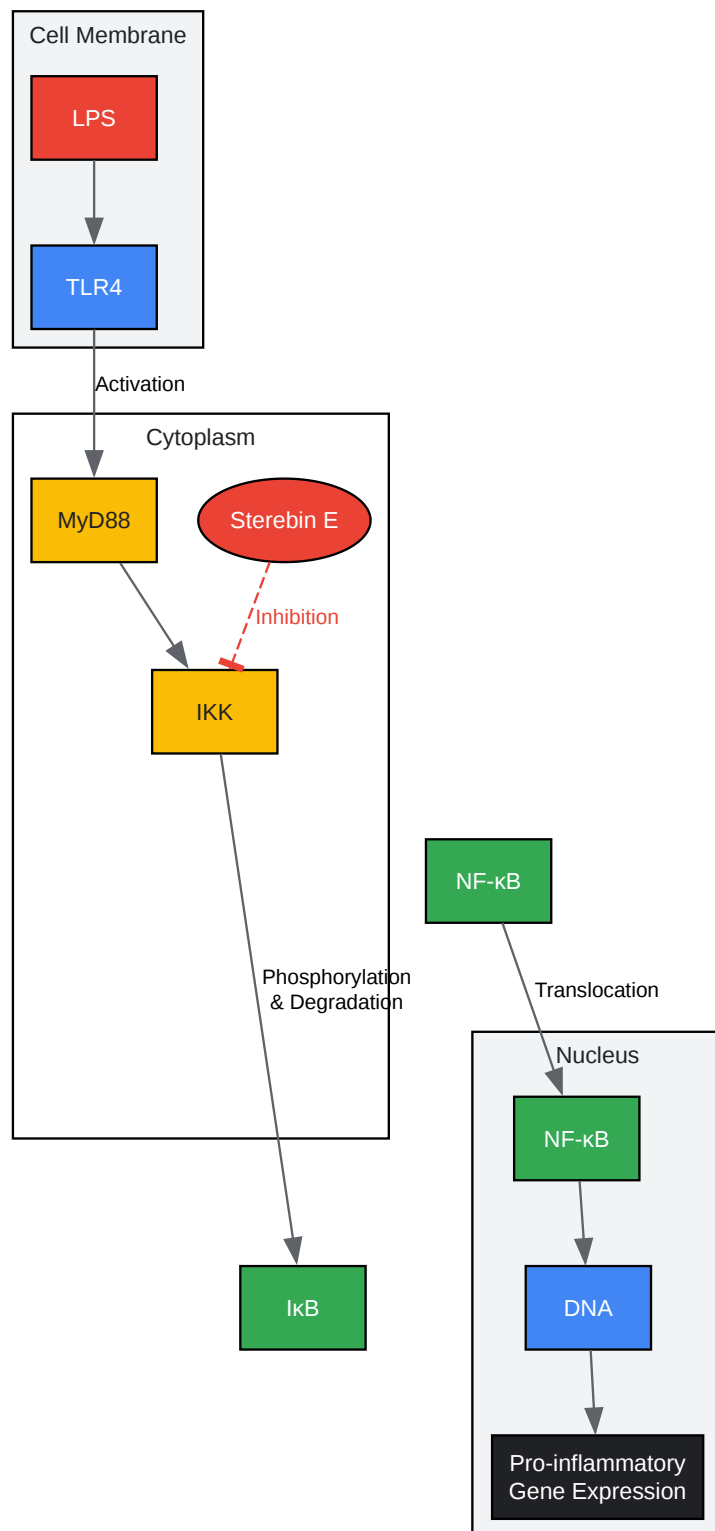 Cell Membrane
LPS
TLR4
Activation
Cytoplasm
MyD88
Sterebin E
Inhibition
IKK
NF-κB
Phosphorylation
& Degradation
Translocation
Nucleus
NF-κB
IκB
DNA
Pro-inflammatory
Gene Expression